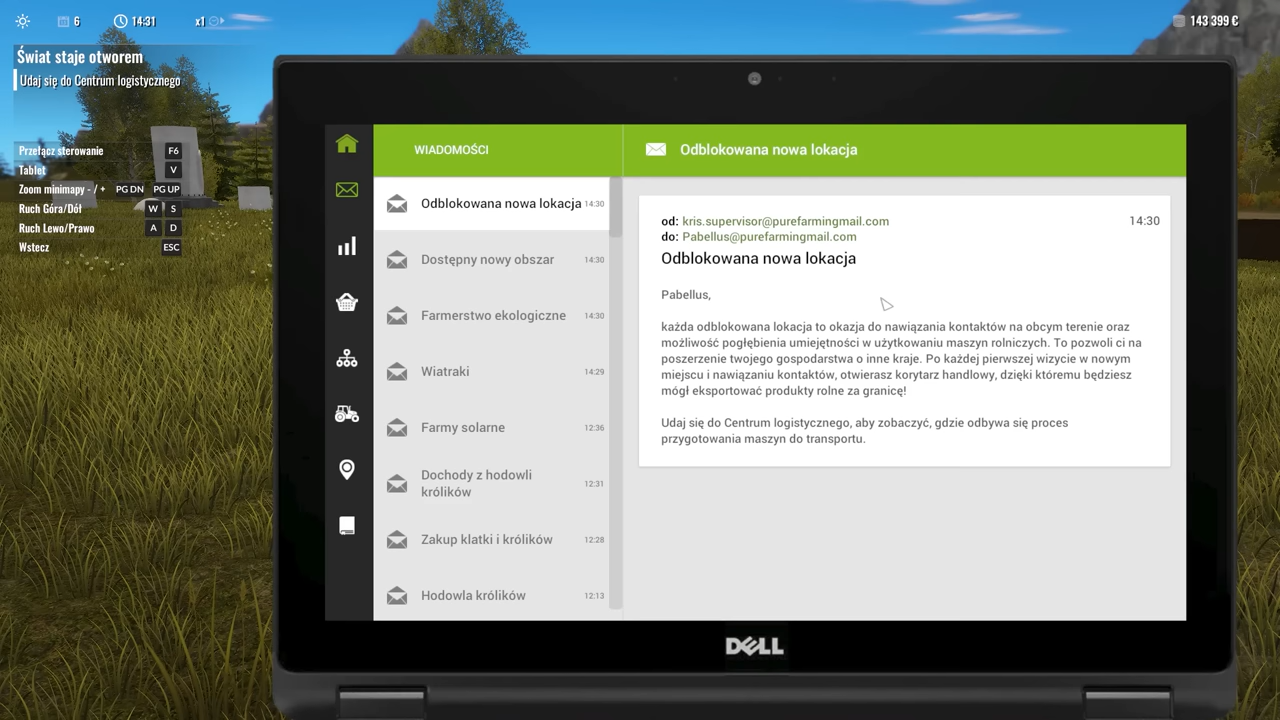 6
14:31
x1
143 399 €
Świat staje otworem
Udaj się do Centrum logistycznego
Przełącz sterowanie F6
Tablet V
Zoom minimapy - / + PG DN PG UP
Ruch Góra/Dół W S
Ruch Lewo/Prawo A D
Wstecz ESC
WIADOMOŚCI
Odblokowana nowa lokacja 14:30
Dostępny nowy obszar 14:30
Farmerstwo ekologiczne 14:30
Wiatraki 14:29
Farmy solarne 12:36
Dochody z hodowli
królików 12:31
Zakup klatki i królików 12:28
Hodowla królików 12:13
Odblokowana nowa lokacja
od: kris.supervisor@purefarmingmail.com 14:30
do: Pabellus@purefarmingmail.com
Odblokowana nowa lokacja
Pabellus,
każda odblokowana lokacja to okazja do nawiązania kontaktów na obcym terenie oraz
możliwość pogłębienia umiejętności w użytkowaniu maszyn rolniczych. To pozwoli ci na
poszerzenie twojego gospodarstwa o inne kraje. Po każdej pierwszej wizycie w nowym
miejscu i nawiązaniu kontaktów, otwierasz korytarz handlowy, dzięki któremu będziesz
mógł eksportować produkty rolne za granicę!
Udaj się do Centrum logistycznego, aby zobaczyć, gdzie odbywa się proces
przygotowania maszyn do transportu.
DELL